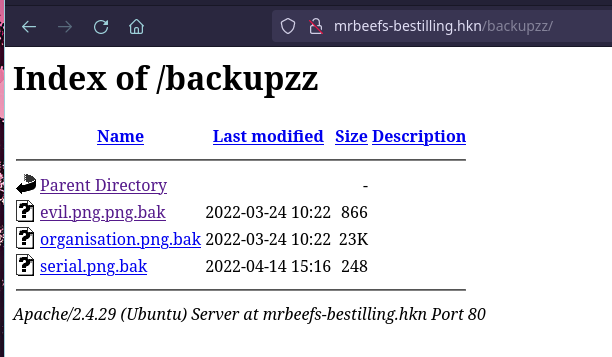 mrbeefs-bestilling.hkn/backupzz/
Index of /backupzz
Name Last modified Size Description
Parent Directory -
evil.png.png.bak 2022-03-24 10:22 866
organisation.png.bak 2022-03-24 10:22 23K
serial.png.bak 2022-04-14 15:16 248
Apache/2.4.29 (Ubuntu) Server at mrbeefs-bestilling.hkn Port 80